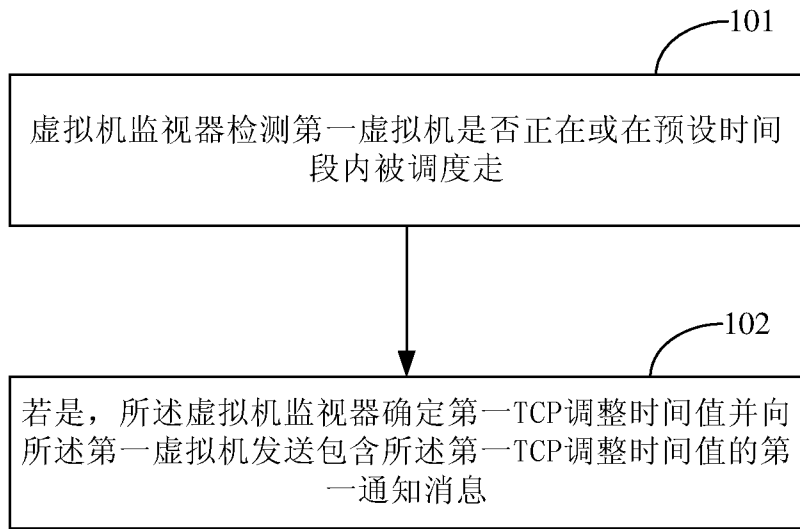 101
虚拟机监视器检测第一虚拟机是否正在或在预设时间
段内被调度走
102
若是，所述虚拟机监视器确定第一TCP调整时间值并向
所述第一虚拟机发送包含所述第一TCP调整时间值的第
一通知消息